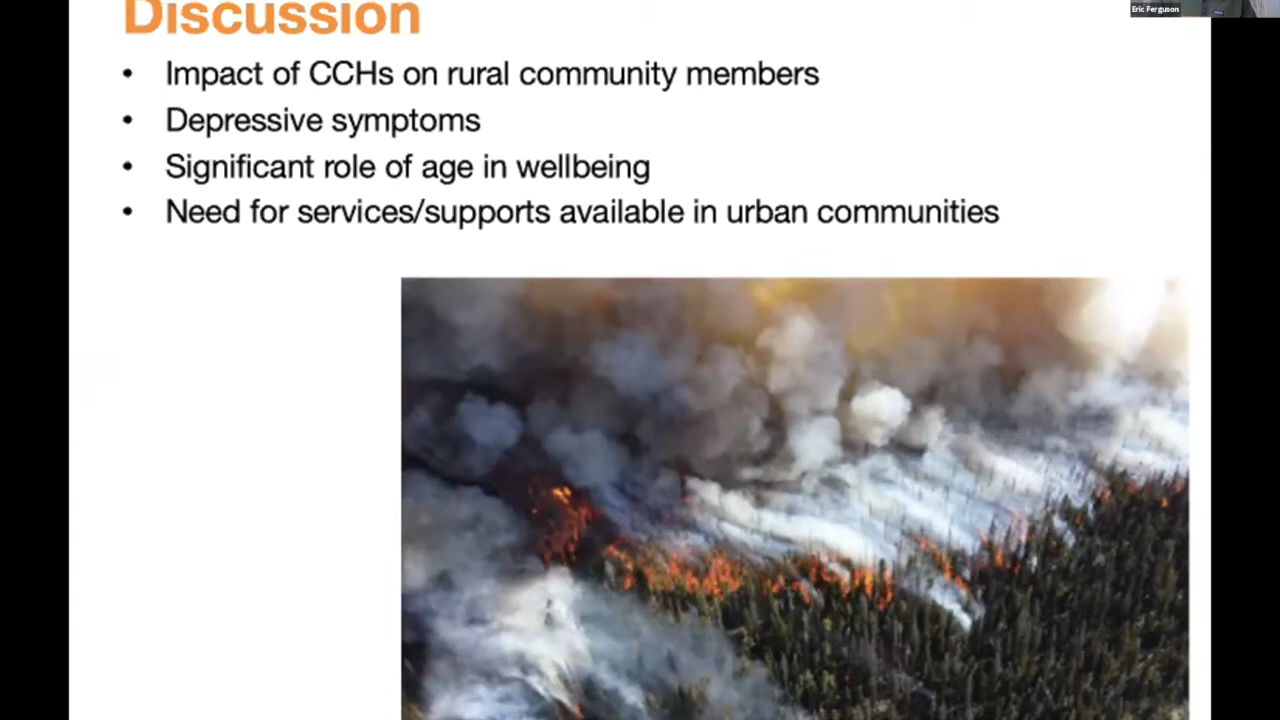 Discussion
Eric Ferguson
• Impact of CCHs on rural community members
• Depressive symptoms
• Significant role of age in wellbeing
• Need for services/supports available in urban communities